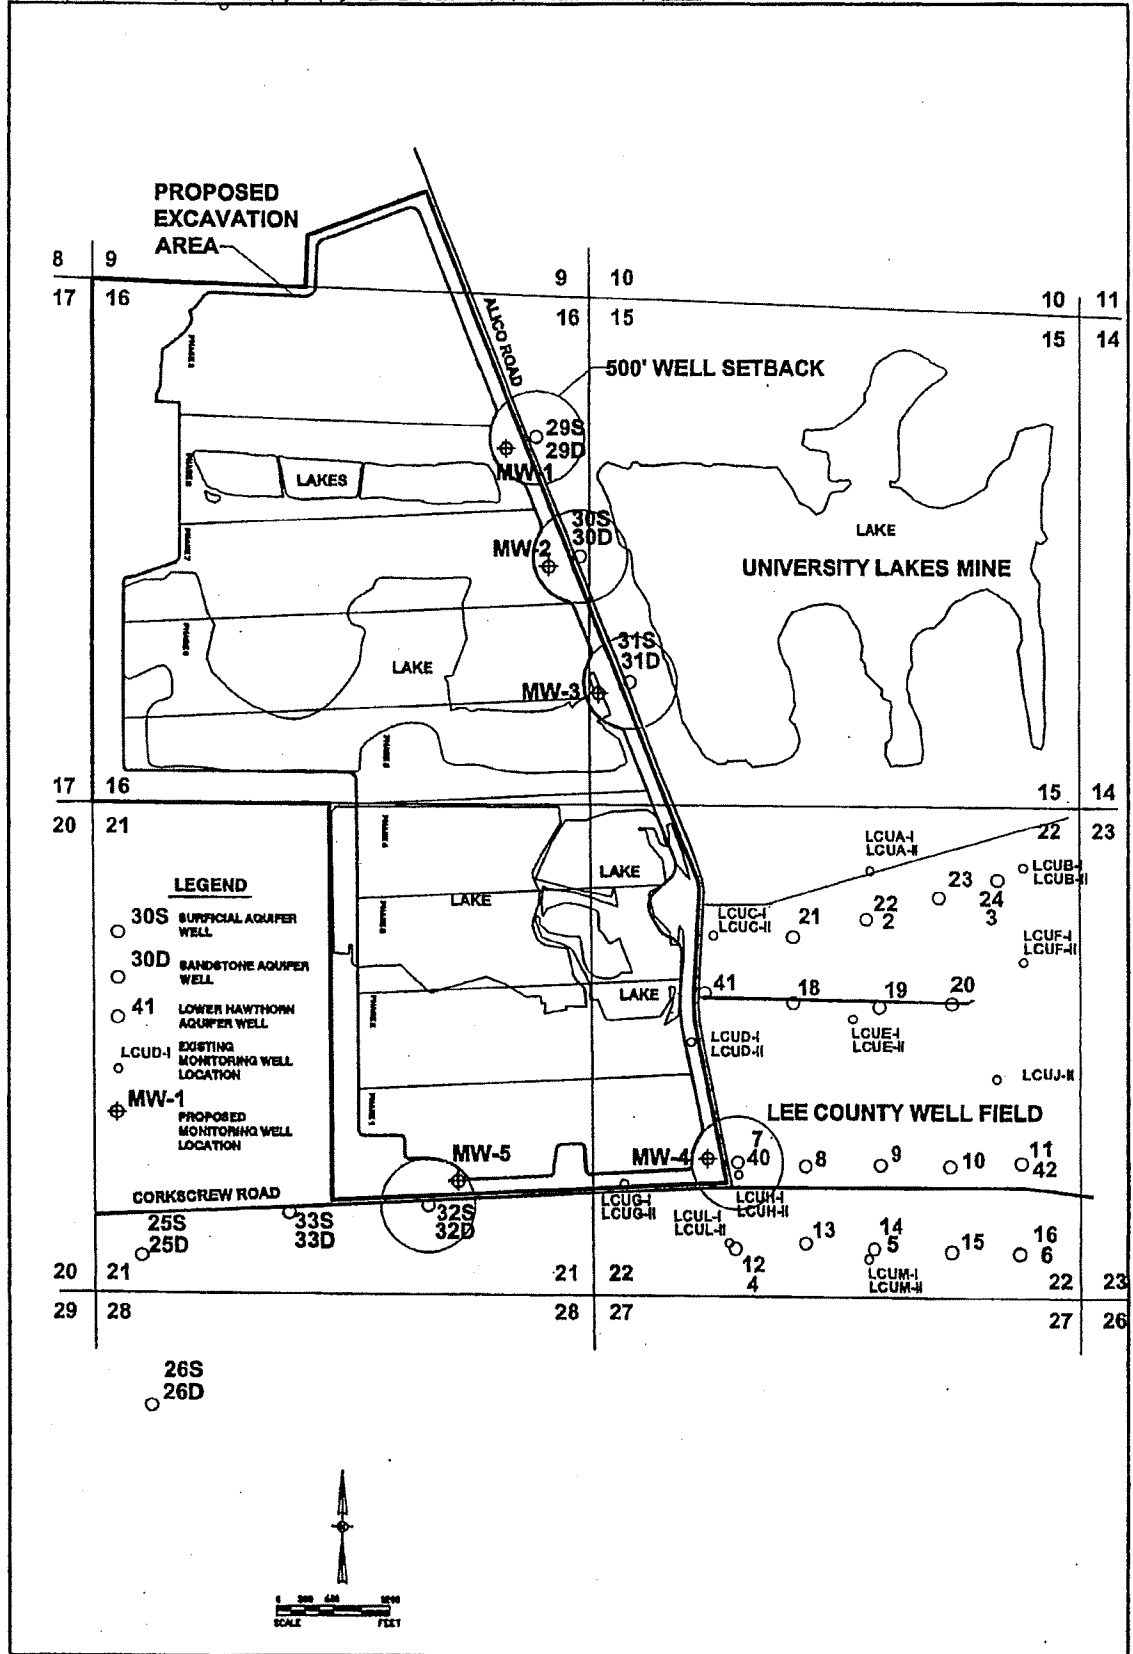 PROPOSED
EXCAVATION
AREA
8 9
17 16
9 10
16 15
10 11
15 14
ALICO ROAD
500' WELL SETBACK
29S
29D
MW-1
LAKES
30S
30D
MW-2
LAKE
UNIVERSITY LAKES MINE
31S
31D
LAKE
MW-3
17 16
20 21
15 14
22 23
LCUA-I
LCUA-II
LCUB-I
LCUB-II
LEGEND
30S SURFICIAL AQUIFER
WELL
30D SANDSTONE AQUIFER
WELL
41 LOWER HAWTHORN
AQUIFER WELL
LCUD-I EXISTING
MONITORING WELL
LOCATION
MW-1
PROPOSED
MONITORING WELL
LOCATION
LAKE
LAKE
LAKE
LCUC-I
LCUC-II
21
22
2
23
24
3
LCUF-I
LCUF-II
41
18
19
20
LCUE-I
LCUE-II
LCUD-I
LCUD-II
LCUJ-II
LEE COUNTY WELL FIELD
MW-5
MW-4
7
40
8
9
10
11
42
CORKSCREW ROAD
25S
25D
33S
33D
32S
32D
LCUG-I
LCUG-II
LCUH-I
LCUH-II
LCUL-I
LCUL-II
12
4
13
14
5
LCUM-I
LCUM-II
15
16
6
20 21
29 28
21 22
28 27
22 23
27 26
26S
26D
SCALE FEET